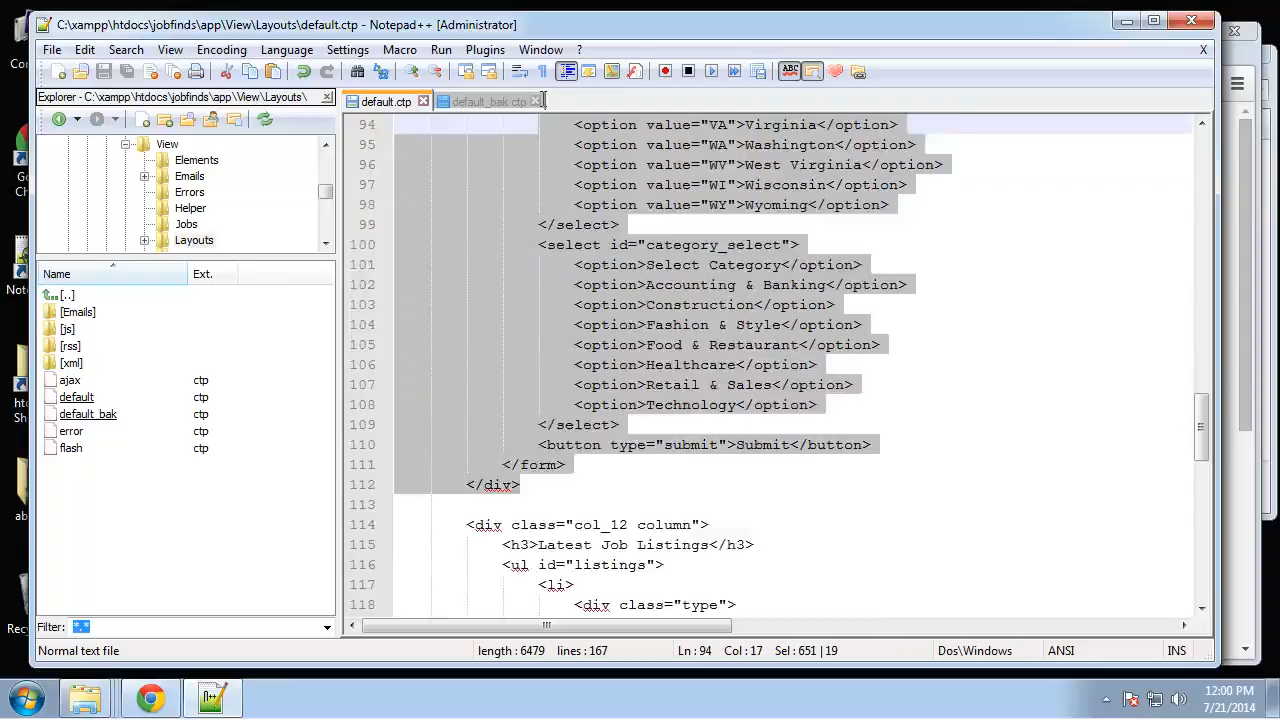 C:\xampp\htdocs\jobfinds\app\View\Layouts\default.ctp - Notepad++ [Administrator]
File Edit Search View Encoding Language Settings Macro Run Plugins Window ? X
Explorer - C:\xampp\htdocs\jobfinds\app\View\Layouts\
default.ctp default_bak ctp
View
Elements
Emails
Errors
Helper
Jobs
Layouts
Name Ext.
[..]
[Emails]
[js]
[rss]
[xml]
ajax ctp
default ctp
default_bak ctp
error ctp
flash ctp
Filter: *.*
94 <option value="VA">Virginia</option>
95 <option value="WA">Washington</option>
96 <option value="WV">West Virginia</option>
97 <option value="WI">Wisconsin</option>
98 <option value="WY">Wyoming</option>
99 </select>
100 <select id="category_select">
101 <option>Select Category</option>
102 <option>Accounting & Banking</option>
103 <option>Construction</option>
104 <option>Fashion & Style</option>
105 <option>Food & Restaurant</option>
106 <option>Healthcare</option>
107 <option>Retail & Sales</option>
108 <option>Technology</option>
109 </select>
110 <button type="submit">Submit</button>
111 </form>
112 </div>
113
114 <div class="col_12 column">
115 <h3>Latest Job Listings</h3>
116 <ul id="listings">
117 <li>
118 <div class="type">
Normal text file length : 6479 lines : 167 Ln : 94 Col : 17 Sel : 651 | 19 Dos\Windows ANSI INS
12:00 PM
7/21/2014